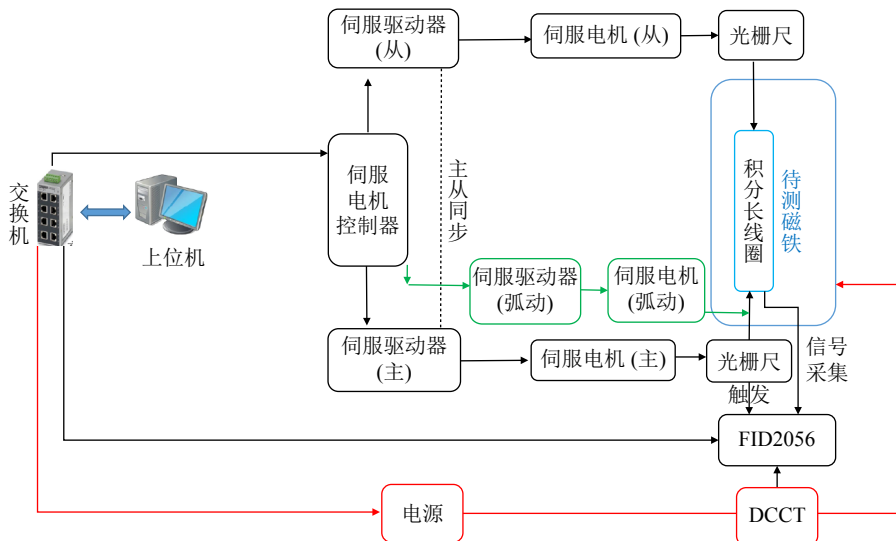 伺服驱动器
(从)
伺服电机 (从)
光栅尺
交换机
上位机
伺服
电机
控制器
主从同步
积分长线圈
待测磁铁
伺服驱动器
(弧动)
伺服电机
(弧动)
伺服驱动器
(主)
伺服电机 (主)
光栅尺
信号
采集
触发
FID2056
电源
DCCT